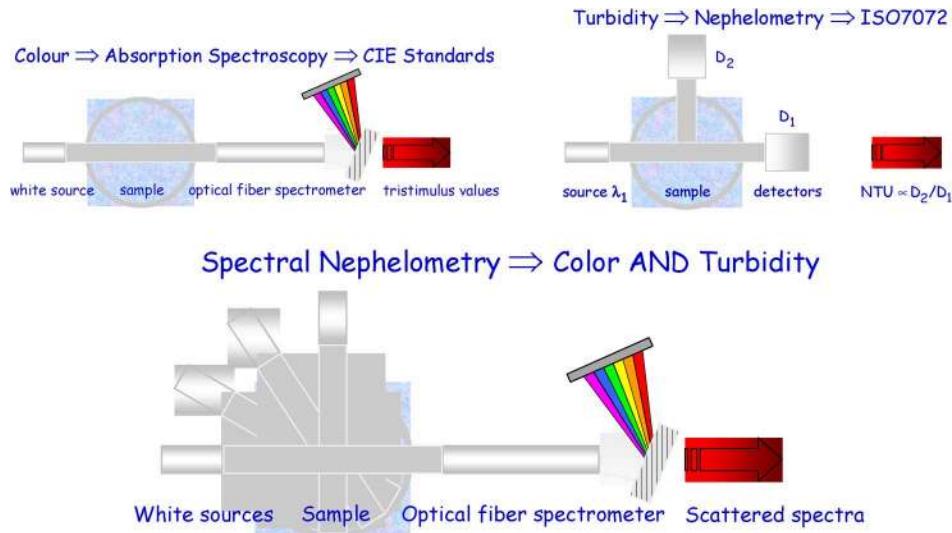 Colour ⇒ Absorption Spectroscopy ⇒ CIE Standards
white source sample optical fiber spectrometer tristimulus values
Turbidity ⇒ Nephelometry ⇒ ISO7072
D₂
D₁
source λ₁ sample detectors NTU ∝ D₂/D₁
Spectral Nephelometry ⇒ Color AND Turbidity
White sources Sample Optical fiber spectrometer Scattered spectra